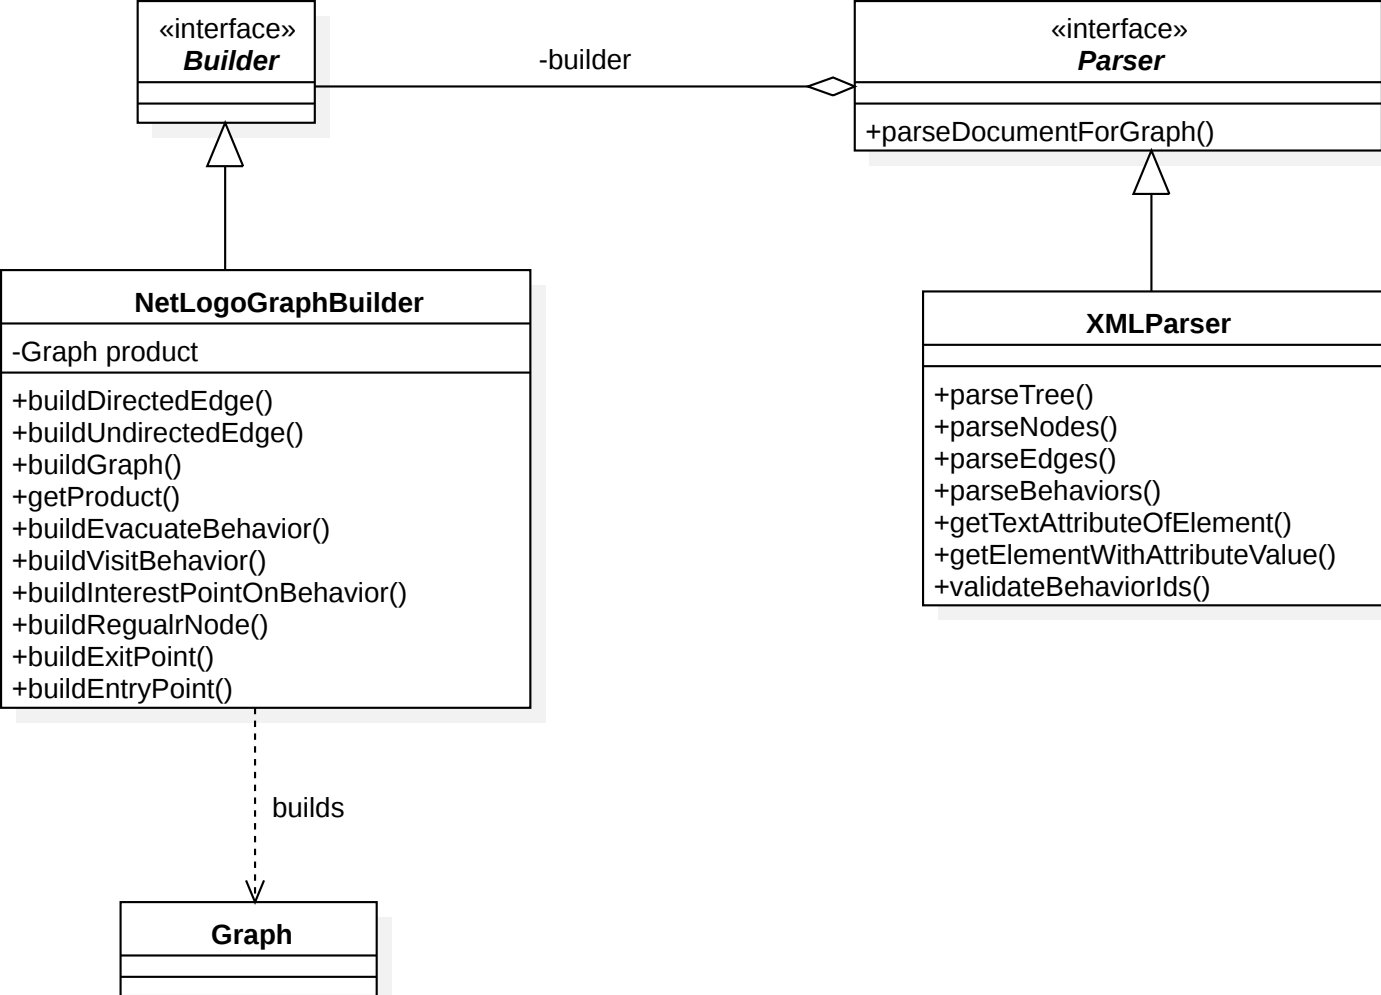 «interface»
Builder
-builder
«interface»
Parser
+parseDocumentForGraph()
NetLogoGraphBuilder
-Graph product
+buildDirectedEdge()
+buildUndirectedEdge()
+buildGraph()
+getProduct()
+buildEvacuateBehavior()
+buildVisitBehavior()
+buildInterestPointOnBehavior()
+buildRegualrNode()
+buildExitPoint()
+buildEntryPoint()
XMLParser
+parseTree()
+parseNodes()
+parseEdges()
+parseBehaviors()
+getTextAttributeOfElement()
+getElementWithAttributeValue()
+validateBehaviorIds()
builds
Graph